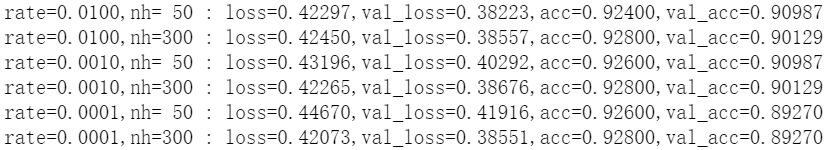 rate=0.0100,nh= 50 : loss=0.42297,val_loss=0.38223,acc=0.92400,val_acc=0.90987
rate=0.0100,nh=300 : loss=0.42450,val_loss=0.38557,acc=0.92800,val_acc=0.90129
rate=0.0010,nh= 50 : loss=0.43196,val_loss=0.40292,acc=0.92600,val_acc=0.90987
rate=0.0010,nh=300 : loss=0.42265,val_loss=0.38676,acc=0.92800,val_acc=0.90129
rate=0.0001,nh= 50 : loss=0.44670,val_loss=0.41916,acc=0.92600,val_acc=0.89270
rate=0.0001,nh=300 : loss=0.42073,val_loss=0.38551,acc=0.92800,val_acc=0.89270